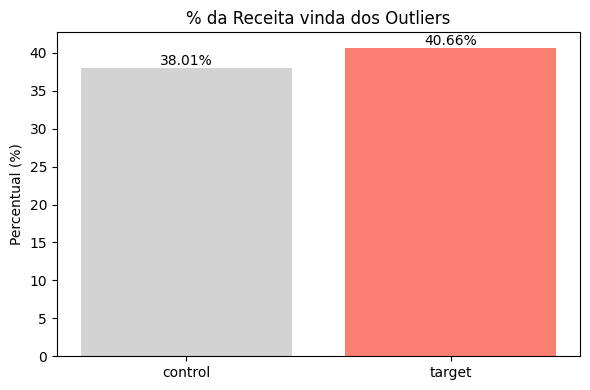 % da Receita vinda dos Outliers
40.66%
38.01%
Percentual (%)
40
35
30
25
20
15
10
5
0
control
target